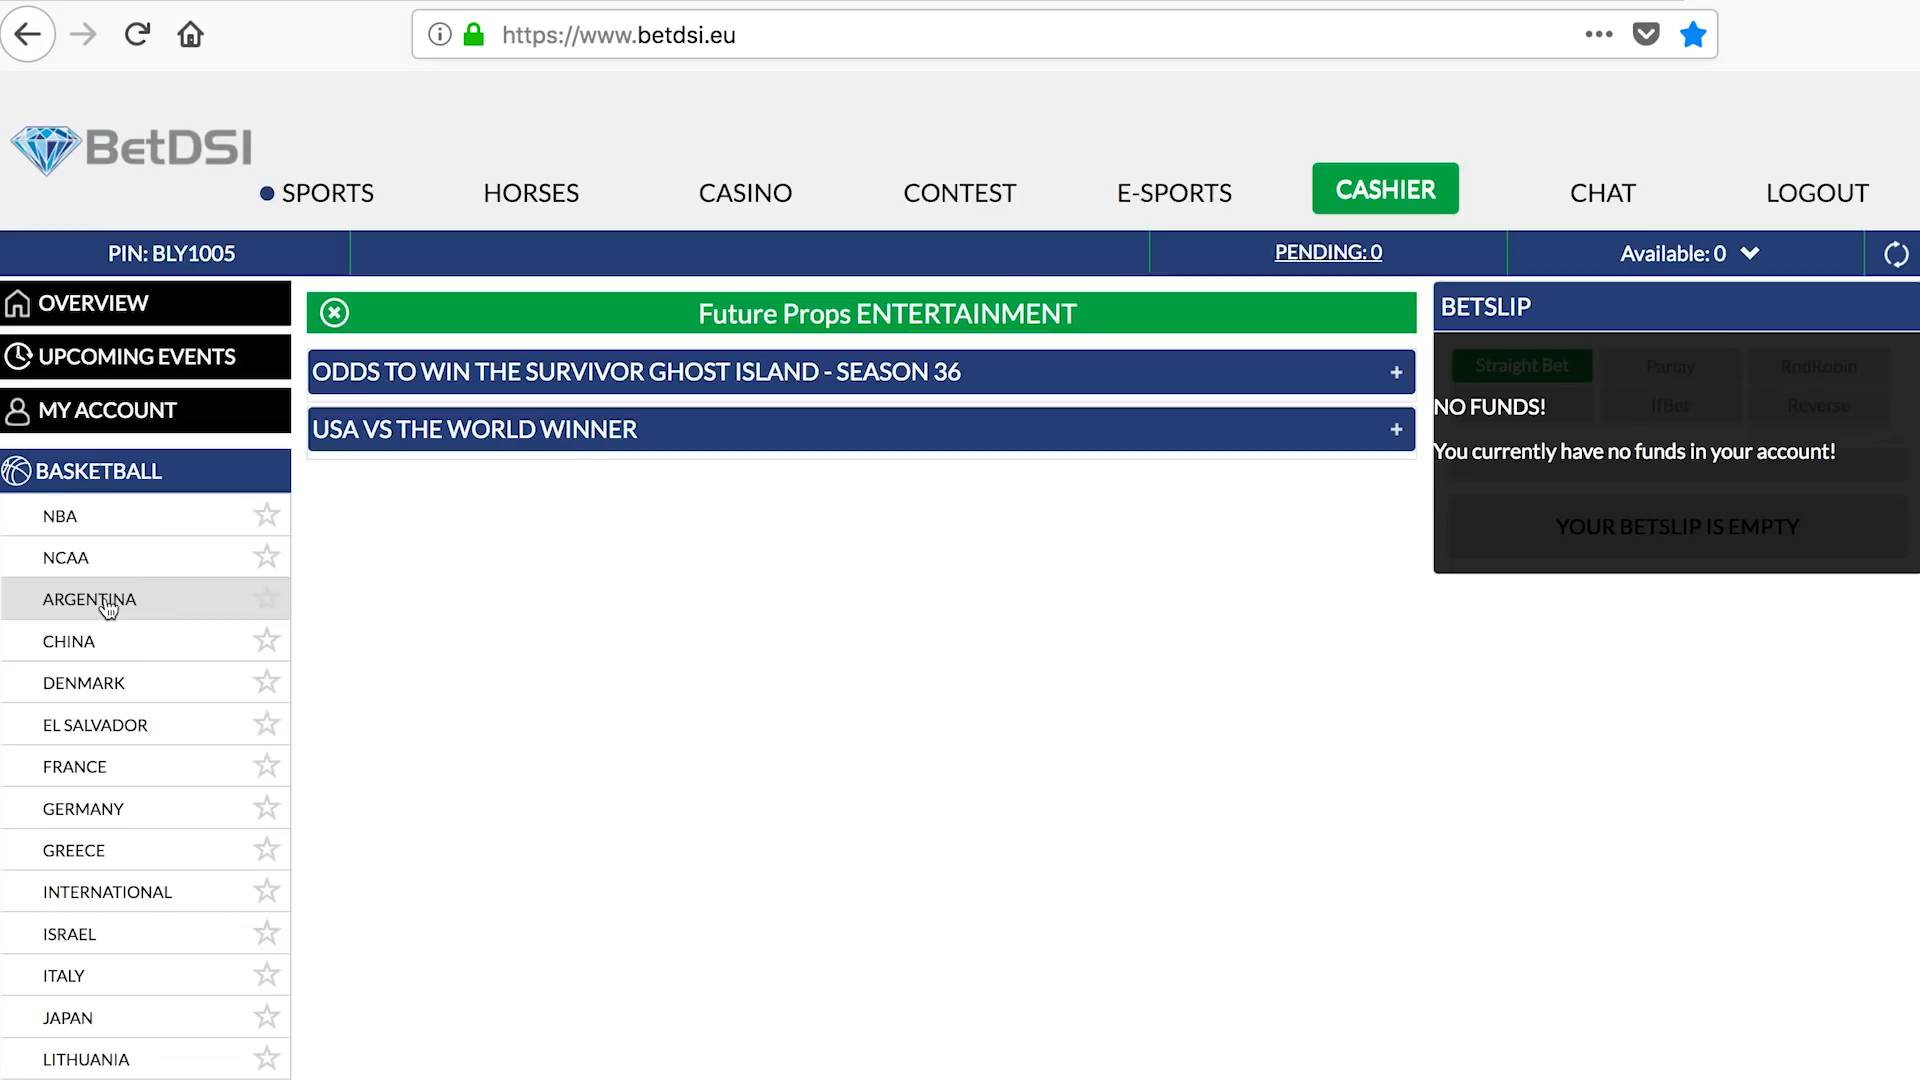 https://www.betdsi.eu
BetDSI
SPORTS
HORSES
CASINO
CONTEST
E-SPORTS
CASHIER
CHAT
LOGOUT
PIN: BLY1005
PENDING: 0
Available: 0
OVERVIEW
UPCOMING EVENTS
MY ACCOUNT
BASKETBALL
NBA
NCAA
ARGENTINA
CHINA
DENMARK
EL SALVADOR
FRANCE
GERMANY
GREECE
INTERNATIONAL
ISRAEL
ITALY
JAPAN
LITHUANIA
Future Props ENTERTAINMENT
ODDS TO WIN THE SURVIVOR GHOST ISLAND - SEASON 36 +
USA VS THE WORLD WINNER +
BETSLIP
Straight Bet Parlay RndRobin
IfBet Reverse
NO FUNDS!
You currently have no funds in your account!
YOUR BETSLIP IS EMPTY